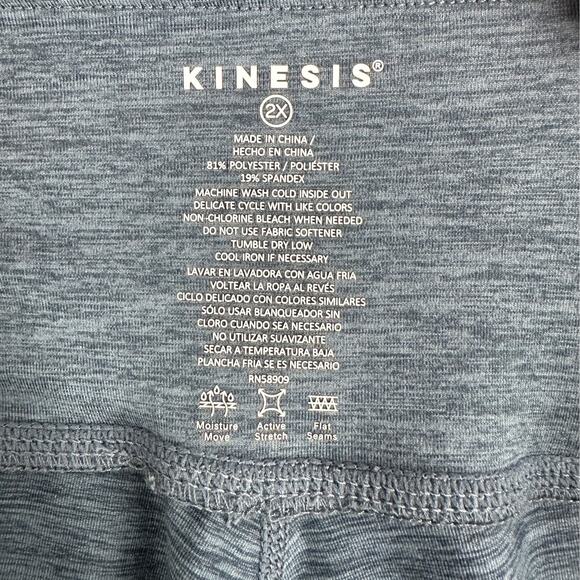 KINESIS®
2X
MADE IN CHINA /
HECHO EN CHINA
81% POLYESTER / POLIÉSTER
19% SPANDEX
MACHINE WASH COLD INSIDE OUT
DELICATE CYCLE WITH LIKE COLORS
NON-CHLORINE BLEACH WHEN NEEDED
DO NOT USE FABRIC SOFTENER
TUMBLE DRY LOW
COOL IRON IF NECESSARY
LAVAR EN LAVADORA CON AGUA FRIA
VOLTEAR LA ROPA AL REVÉS
CICLO DELICADO CON COLORES SIMILARES
SÓLO USAR BLANQUEADOR SIN
CLORO CUANDO SEA NECESARIO
NO UTILIZAR SUAVIZANTE
SECAR A TEMPERATURA BAJA
PLANCHA FRIA SE ES NECESARIO
RN58909
Moisture Move
Active Stretch
Flat Seams